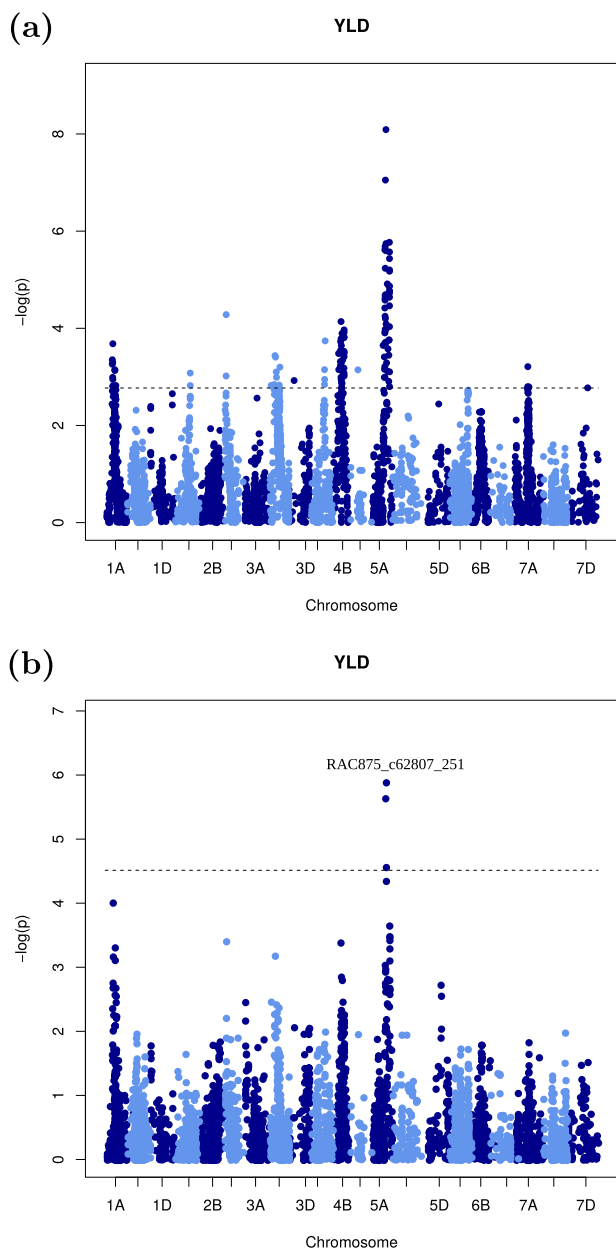 (a)
YLD
8
6
4
2
0
-log(p)
1A 1D 2B 3A 3D 4B 5A 5D 6B 7A 7D
Chromosome
(b)
YLD
7
6
5
4
3
2
1
0
-log(p)
RAC875_c62807_251
1A 1D 2B 3A 3D 4B 5A 5D 6B 7A 7D
Chromosome